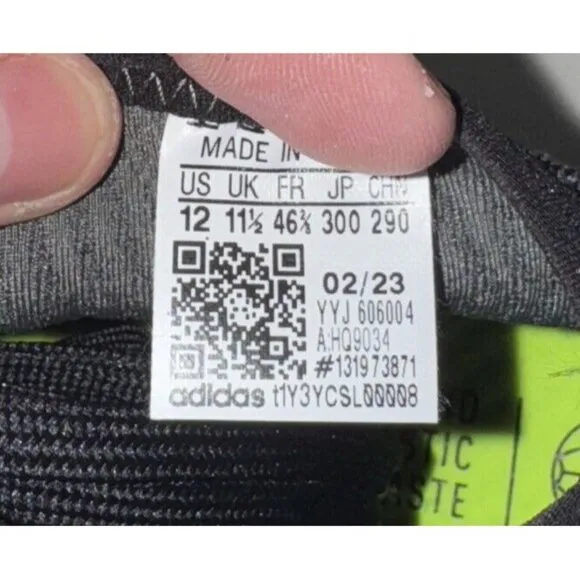 MADE IN
US UK FR JP CHN
12 11½ 46⅔ 300 290
02/23
YYJ 606004
A:HQ9034
#131973871
adidas t1Y3YCSL00008
STIC
ASTE